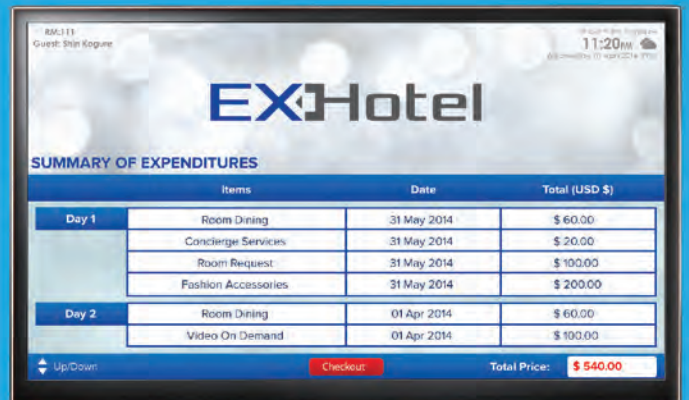 RM:111
Guest: Shin Kogure
11:20PM
EXHotel
SUMMARY OF EXPENDITURES
Items Date Total (USD $)
Day 1 Room Dining 31 May 2014 $ 60.00
Concierge Services 31 May 2014 $ 20.00
Room Request 31 May 2014 $ 100.00
Fashion Accessories 31 May 2014 $ 200.00
Day 2 Room Dining 01 Apr 2014 $ 60.00
Video On Demand 01 Apr 2014 $ 100.00
Up/Down Checkout Total Price: $ 540.00